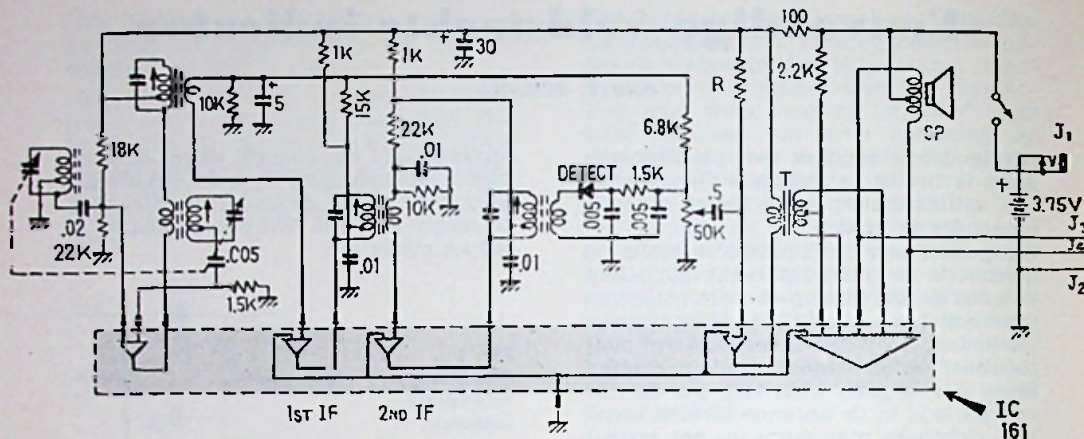 100
1K
1K
+ 30
2.2K
R
10K
5 +
15K
SP
J1
18K
22K
.01
6.8K
DETECT
1.5K
+
3.75V
.02
22K
.005
10K
.005
.005
5
50K
T
J3
J2
1.5K
.01
.01
1ST IF
2ND IF
IC
161